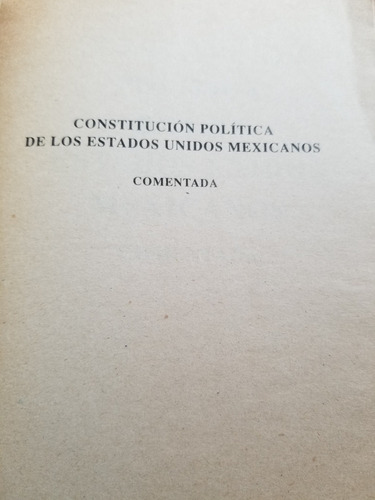 CONSTITUCIÓN POLÍTICA
DE LOS ESTADOS UNIDOS MEXICANOS
COMENTADA